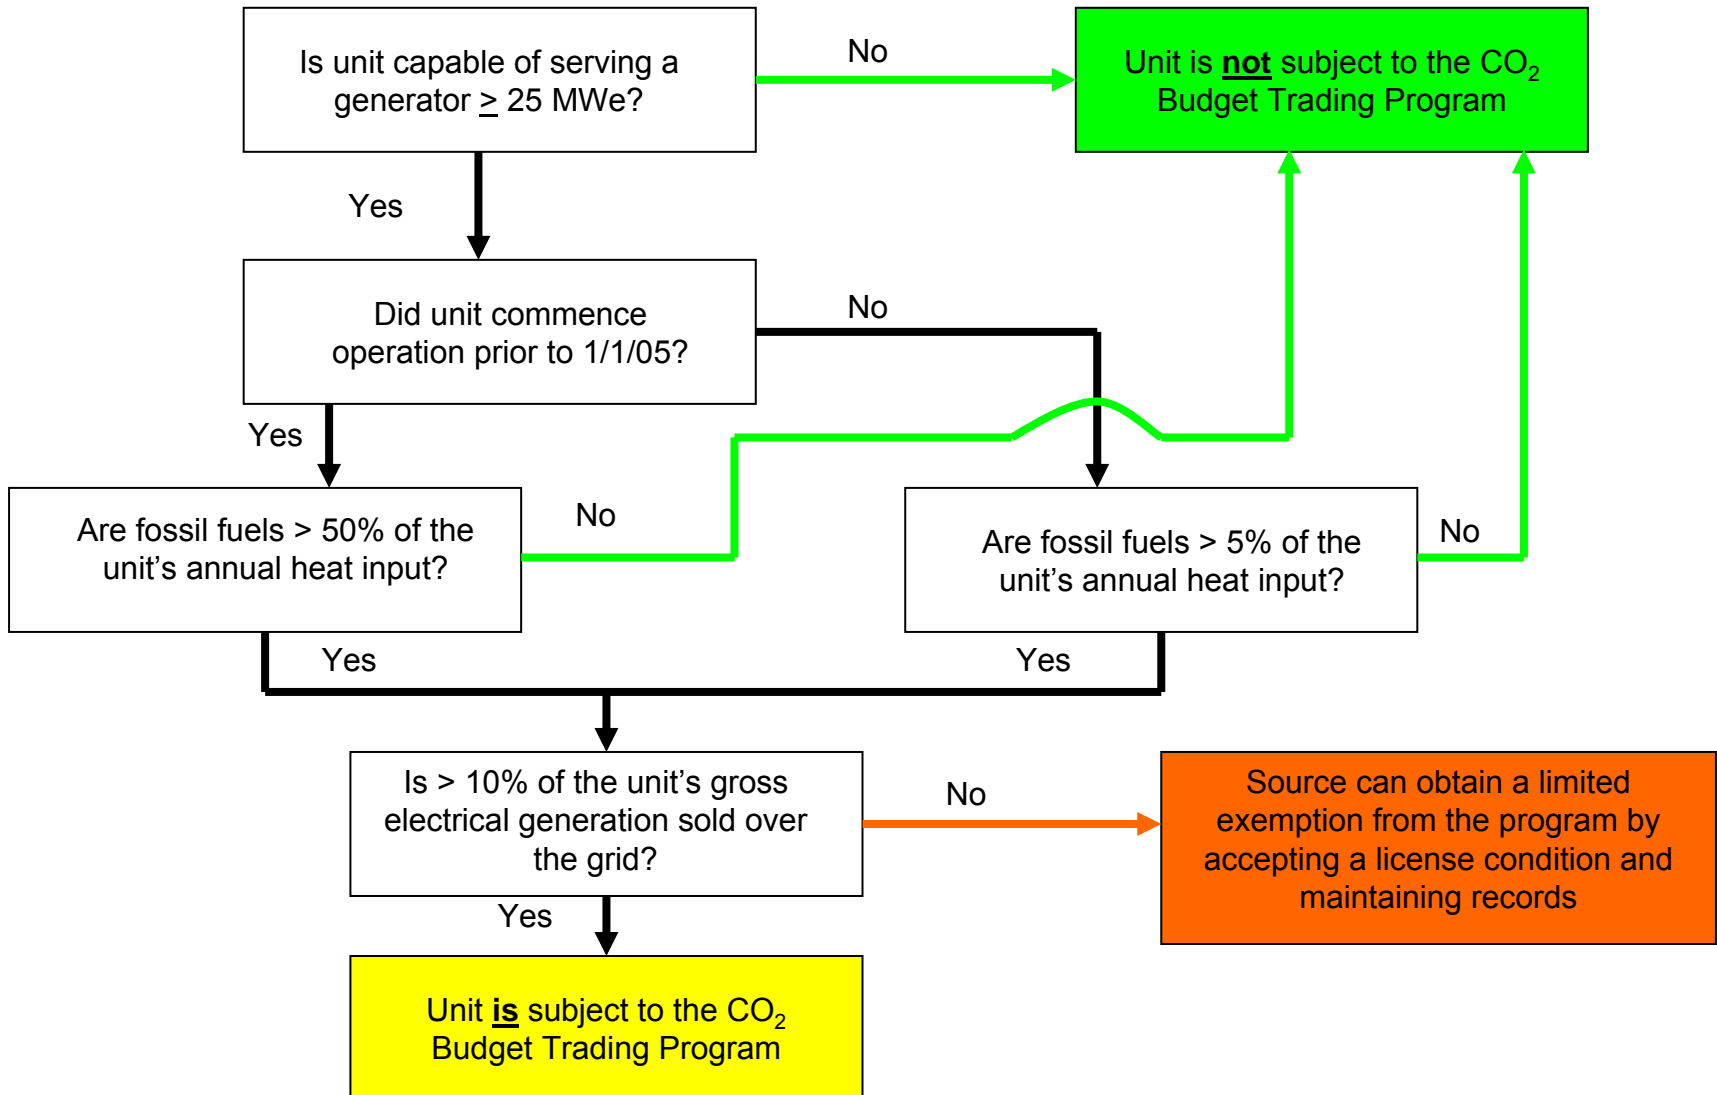 Is unit capable of serving a
generator ≥ 25 MWe?
No
Unit is not subject to the CO₂
Budget Trading Program
Yes
Did unit commence
operation prior to 1/1/05?
No
Yes
Are fossil fuels > 50% of the
unit’s annual heat input?
No
Are fossil fuels > 5% of the
unit’s annual heat input?
No
Yes
Yes
Is > 10% of the unit’s gross
electrical generation sold over
the grid?
No
Source can obtain a limited
exemption from the program by
accepting a license condition and
maintaining records
Yes
Unit is subject to the CO₂
Budget Trading Program